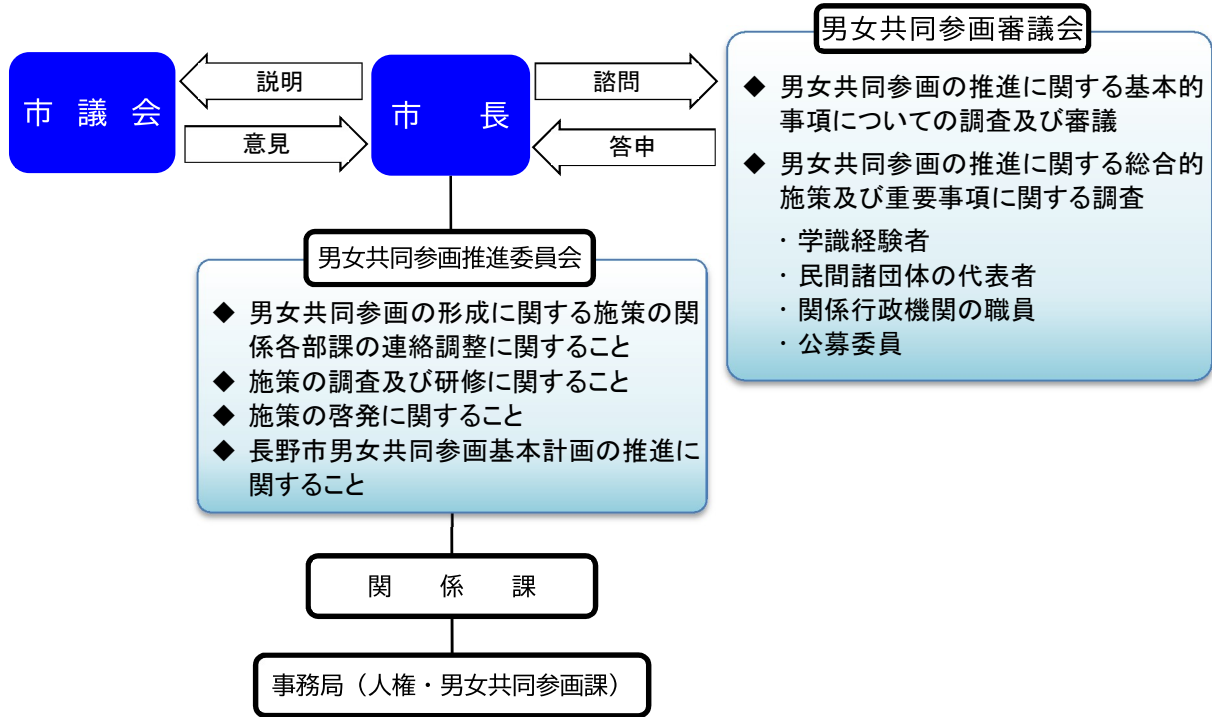 市議会
説明
意見
市長
諮問
答申
男女共同参画審議会
◆ 男女共同参画の推進に関する基本的
事項についての調査及び審議
◆ 男女共同参画の推進に関する総合的
施策及び重要事項に関する調査
・学識経験者
・民間諸団体の代表者
・関係行政機関の職員
・公募委員
男女共同参画推進委員会
◆ 男女共同参画の形成に関する施策の関
係各部課の連絡調整に関すること
◆ 施策の調査及び研修に関すること
◆ 施策の啓発に関すること
◆ 長野市男女共同参画基本計画の推進に
関すること
関係課
事務局（人権・男女共同参画課）